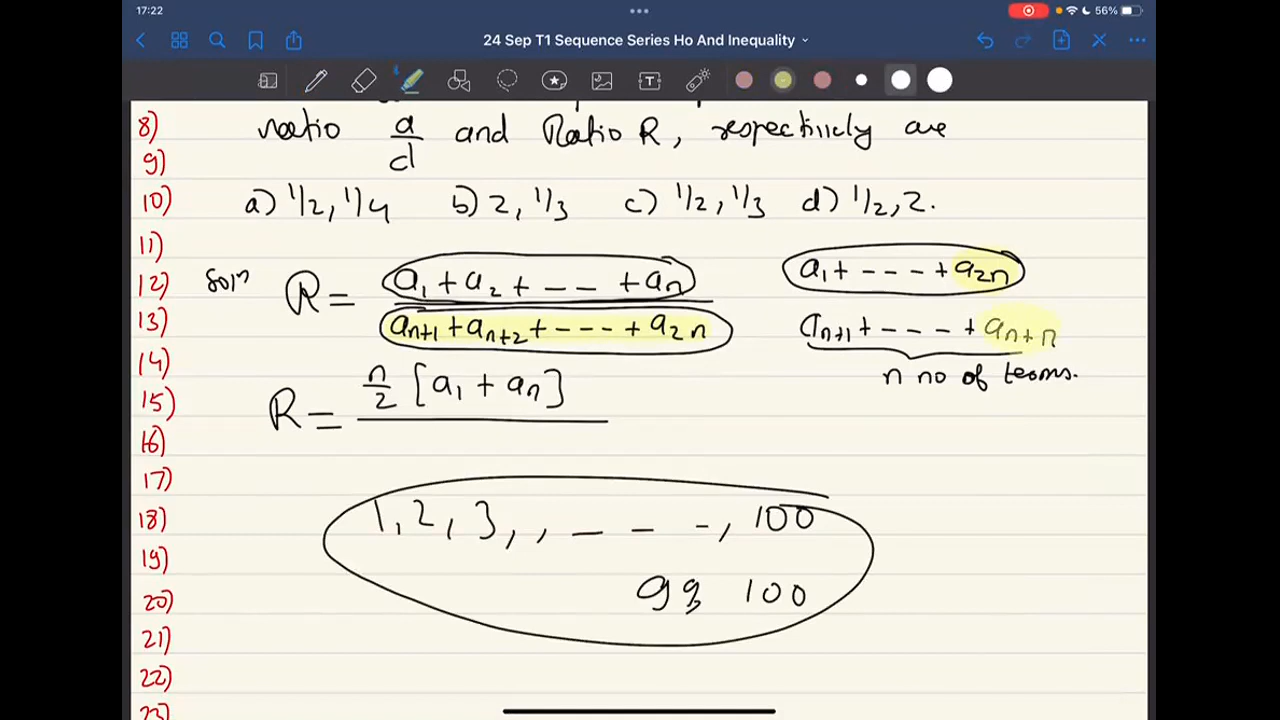 17:22
56%
24 Sep T1 Sequence Series Ho And Inequality
8) ratio a/d and Ratio R, respectively are
9)
10) a) 1/2, 1/4 b) 2, 1/3 c) 1/2, 1/3 d) 1/2, 2.
11)
12) Soln R = a₁ + a₂ + -- -- + aₙ a₁ + ---- + a₂ₙ
13) aₙ₊₁ + aₙ₊₂ + ---- + a₂ₙ aₙ₊₁ + ---- + aₙ₊ₙ
14) n/2 [a₁ + aₙ] n no of terms.
15) R =
16)
17)
18) 1, 2, 3, , _ _ -, 100
19)
20) 99 100
21)
22)
23)